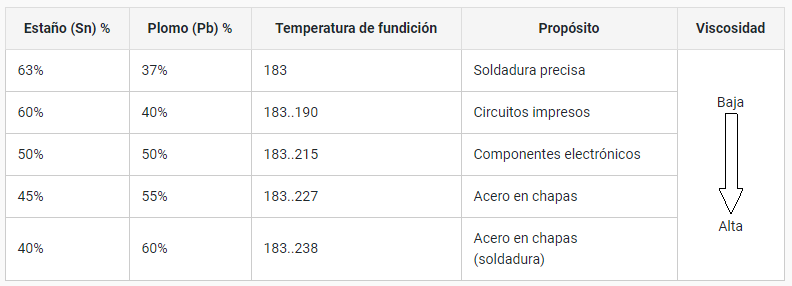 Estaño (Sn) % Plomo (Pb) % Temperatura de fundición Propósito Viscosidad
63% 37% 183 Soldadura precisa
Baja
60% 40% 183..190 Circuitos impresos
50% 50% 183..215 Componentes electrónicos
45% 55% 183..227 Acero en chapas
Alta
40% 60% 183..238 Acero en chapas
(soldadura)